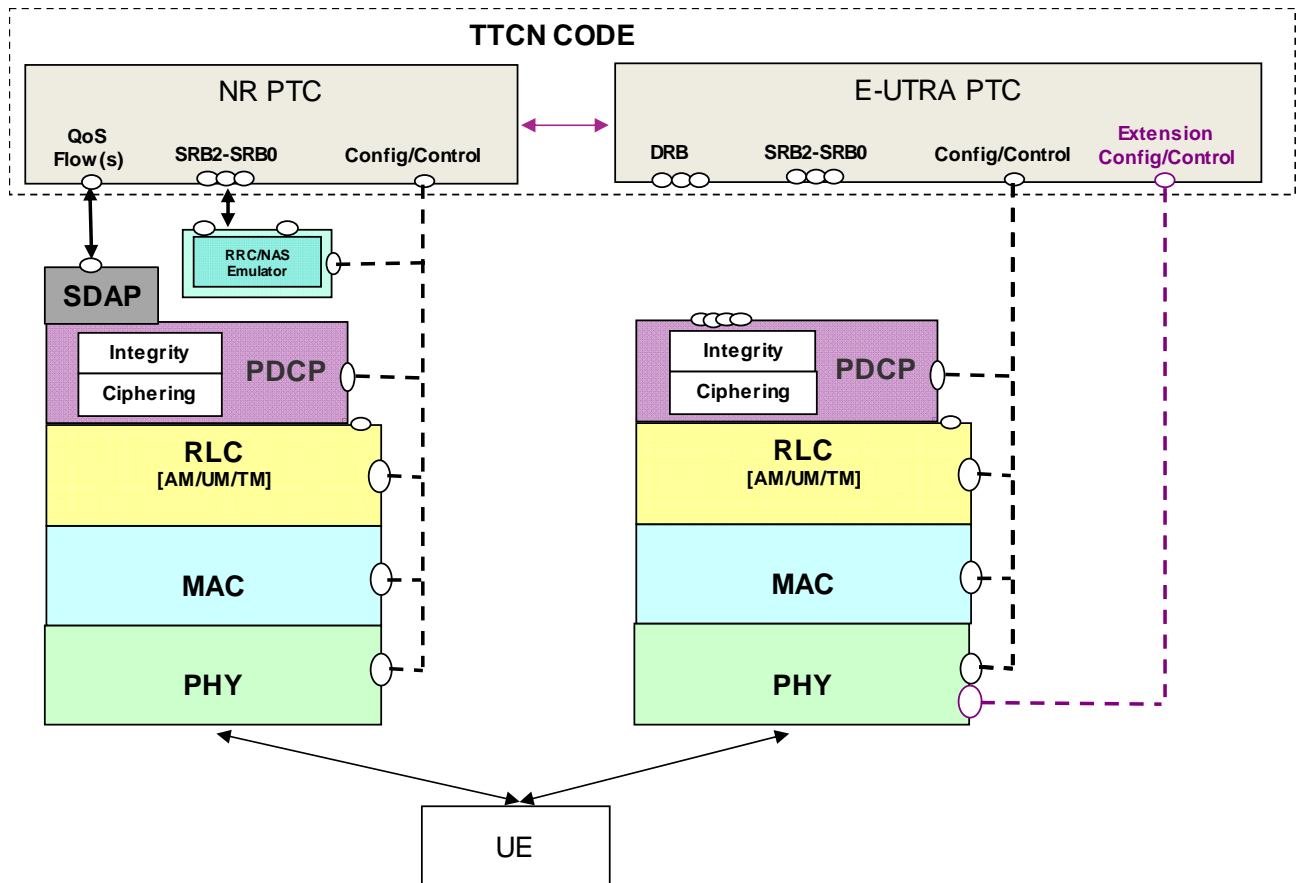 TTCN CODE
NR PTC
E-UTRA PTC
QoS
Flow(s)
SRB2-SRB0
Config/Control
DRB
SRB2-SRB0
Config/Control
Extension
Config/Control
RRC/NAS
Emulator
SDAP
Integrity
Ciphering
PDCP
Integrity
Ciphering
PDCP
RLC
[AM/UM/TM]
RLC
[AM/UM/TM]
MAC
MAC
PHY
PHY
UE